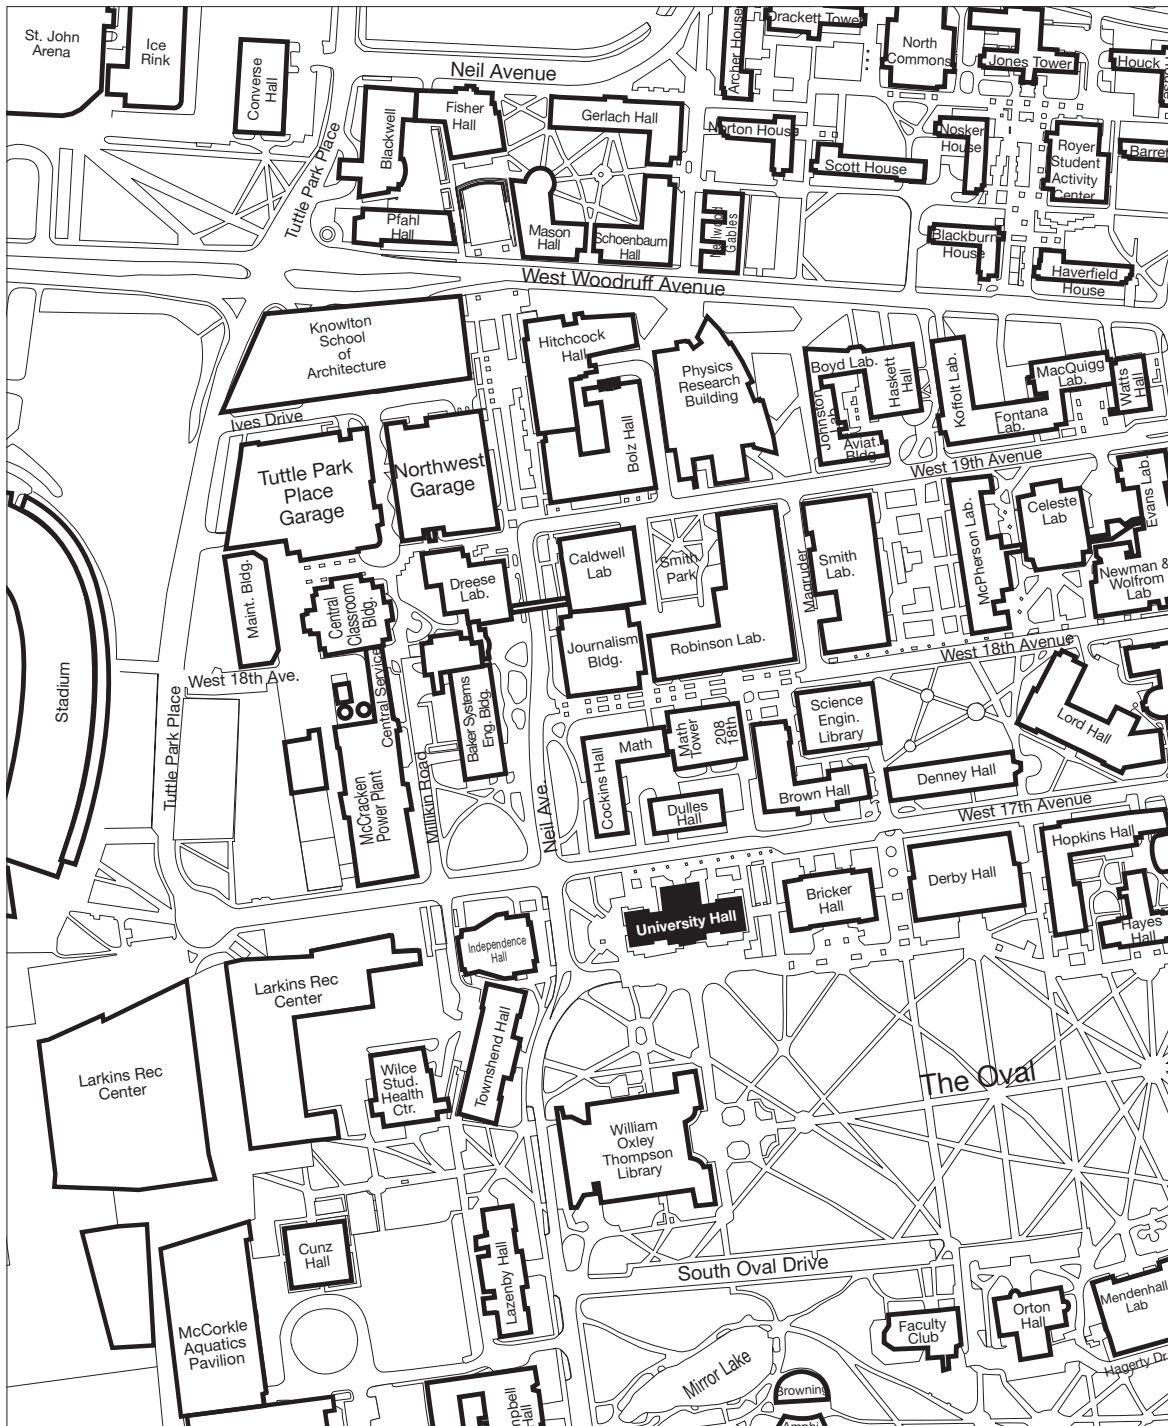 St. John
Arena
Ice
Rink
Converse
Hall
Neil Avenue
Archer House
Drackett Tower
North
Commons
Jones Tower
Houck
Tuttle Park Place
Blackwell
Fisher
Hall
Gerlach Hall
Norton House
Scott House
Nosker
House
Royer
Student
Activity
Center
Barret
Pfahl
Hall
Mason
Hall
Schoenbaum
Hall
Neilwood
Gables
Blackburn
House
Haverfield
House
West Woodruff Avenue
Knowlton
School
of
Architecture
Hitchcock
Hall
Physics
Research
Building
Boyd Lab.
Haskett
Hall
Johnston
Lab.
Aviat.
Bldg.
Koffolt Lab.
MacQuigg
Lab.
Watts
Hall
Fontana
Lab.
Ives Drive
Tuttle Park
Place
Garage
Northwest
Garage
Bolz Hall
West 19th Avenue
Maint. Bldg.
Central
Classroom
Bldg.
Dreese
Lab.
Caldwell
Lab
Smith
Park
Magruder
Smith
Lab.
McPherson Lab.
Celeste
Lab
Evans Lab.
Newman &
Wolfrom
Lab
Journalism
Bldg.
Robinson Lab.
West 18th Avenue
Stadium
West 18th Ave.
Tuttle Park Place
Central Service
McCracken
Power Plant
Millikin Road
Baker Systems
Eng. Bldg.
Neil Ave.
Cockins Hall
Math
Math
Tower
208
18th
Science
Engin.
Library
Lord Hall
Dulles
Hall
Brown Hall
Denney Hall
West 17th Avenue
Hopkins Hall
University Hall
Bricker
Hall
Derby Hall
Hayes
Hall
Independence
Hall
Larkins Rec
Center
Larkins Rec
Center
Wilce
Stud.
Health
Ctr.
Townshend Hall
The Oval
William
Oxley
Thompson
Library
Cunz
Hall
Lazenby Hall
South Oval Drive
McCorkle
Aquatics
Pavilion
Mirror Lake
Faculty
Club
Orton
Hall
Mendenhall
Lab
Hagerty Dr.
Browning
Amphi
mpbell
Hall